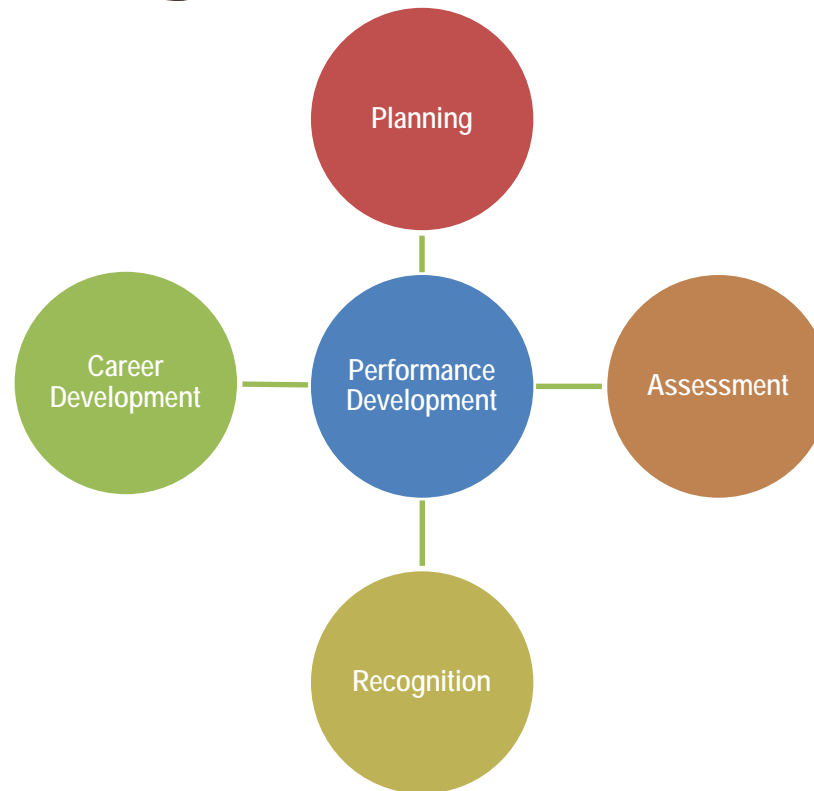 Planning
Career
Development
Performance
Development
Assessment
Recognition